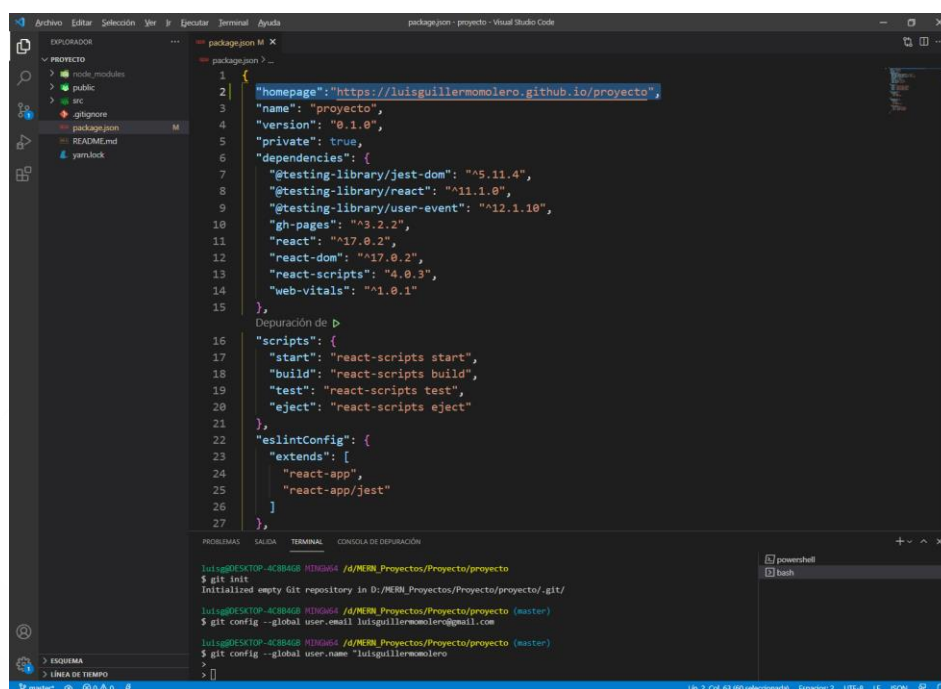 Archivo Editar Selección Ver Ir Ejecutar Terminal Ayuda
package.json - proyecto - Visual Studio Code
EXPLORADOR
PROYECTO
node_modules
public
src
.gitignore
package.json M
README.md
yarn.lock
package.json M
package.json > ...
1 {
2 "homepage":"https://luisguillermomolero.github.io/proyecto",
3 "name": "proyecto",
4 "version": "0.1.0",
5 "private": true,
6 "dependencies": {
7 "@testing-library/jest-dom": "^5.11.4",
8 "@testing-library/react": "^11.1.0",
9 "@testing-library/user-event": "^12.1.10",
10 "gh-pages": "^3.2.2",
11 "react": "^17.0.2",
12 "react-dom": "^17.0.2",
13 "react-scripts": "4.0.3",
14 "web-vitals": "^1.0.1"
15 },
Depuración de
16 "scripts": {
17 "start": "react-scripts start",
18 "build": "react-scripts build",
19 "test": "react-scripts test",
20 "eject": "react-scripts eject"
21 },
22 "eslintConfig": {
23 "extends": [
24 "react-app",
25 "react-app/jest"
26 ]
27 },
PROBLEMAS SALIDA TERMINAL CONSOLA DE DEPURACIÓN
luisg@DESKTOP-4C8B4GB MINGW64 /d/MERN_Proyectos/Proyecto/proyecto
$ git init
Initialized empty Git repository in D:/MERN_Proyectos/Proyecto/proyecto/.git/
luisg@DESKTOP-4C8B4GB MINGW64 /d/MERN_Proyectos/Proyecto/proyecto (master)
$ git config --global user.email luisguillermomolero@gmail.com
luisg@DESKTOP-4C8B4GB MINGW64 /d/MERN_Proyectos/Proyecto/proyecto (master)
$ git config --global user.name "luisguillermomolero
>
>
powershell
bash
ESQUEMA
LÍNEA DE TIEMPO